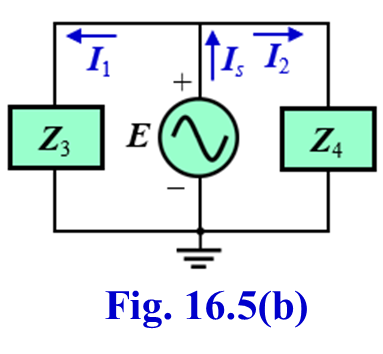 I1 Is I2
+
Z3 E Z4
−
Fig. 16.5(b)